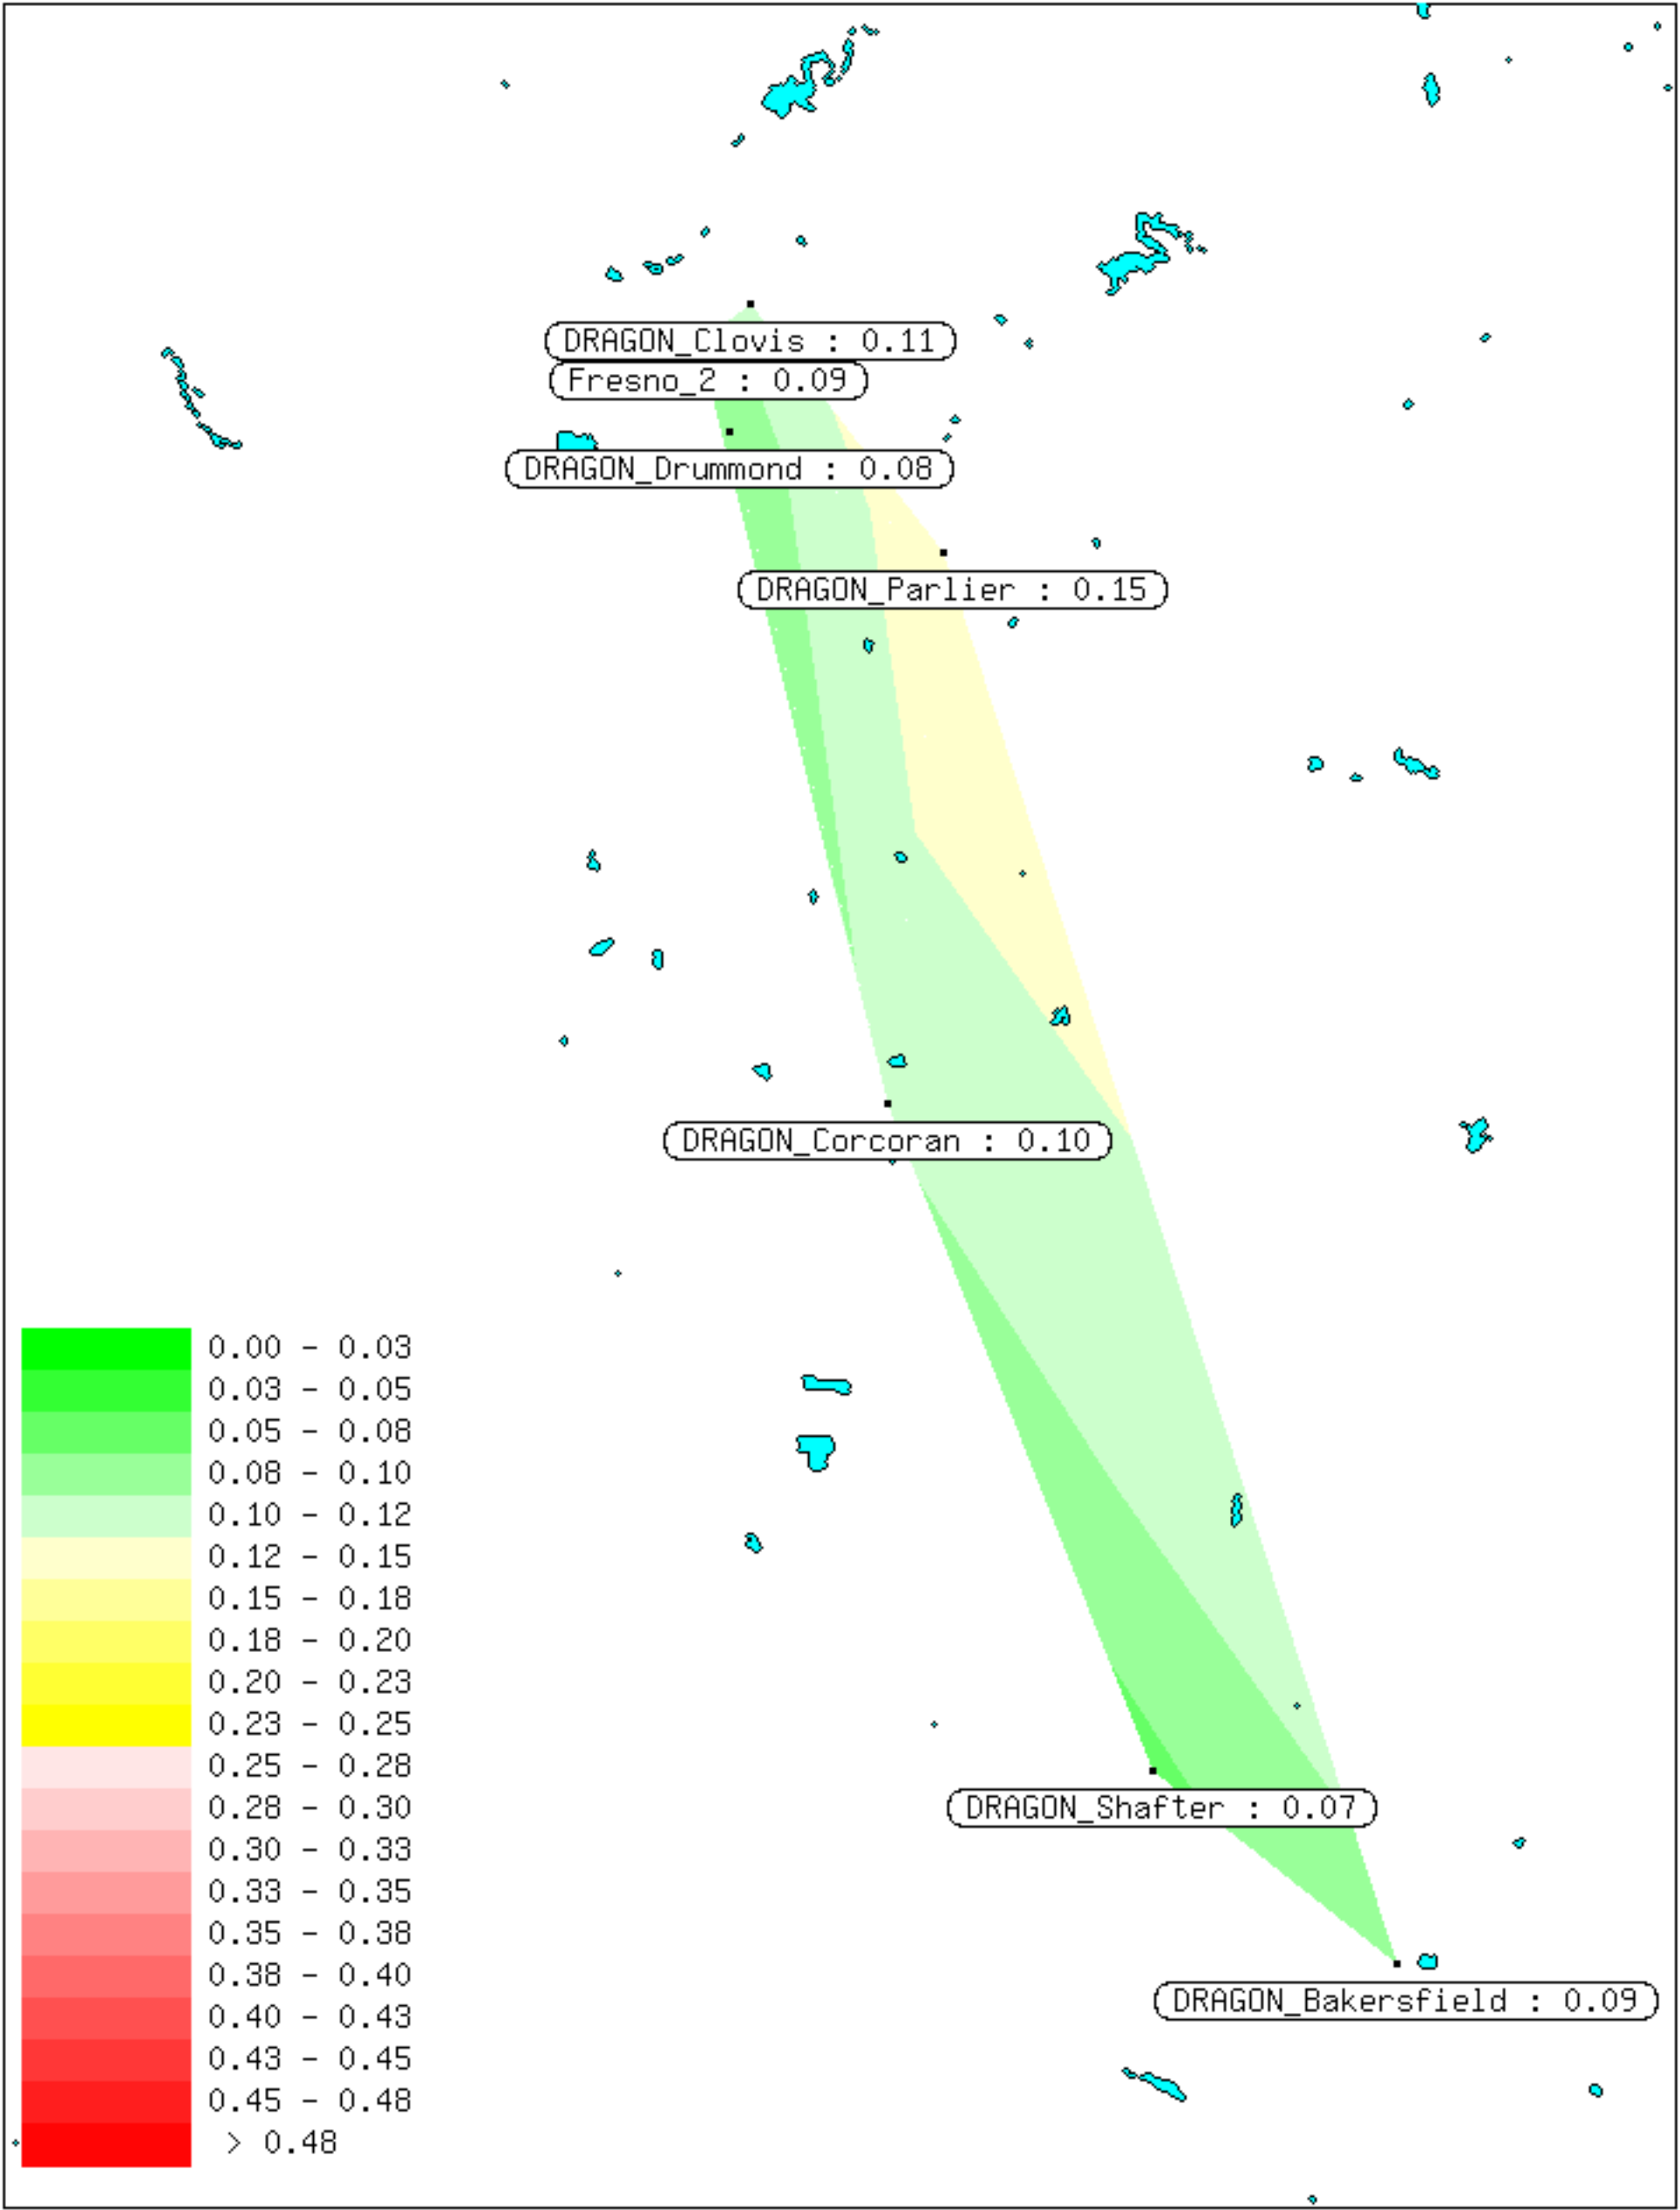 DRAGON_Clovis : 0.11
Fresno_2 : 0.09
DRAGON_Drummond : 0.08
DRAGON_Parlier : 0.15
DRAGON_Corcoran : 0.10
0.00 - 0.03
0.03 - 0.05
0.05 - 0.08
0.08 - 0.10
0.10 - 0.12
0.12 - 0.15
0.15 - 0.18
0.18 - 0.20
0.20 - 0.23
0.23 - 0.25
0.25 - 0.28
0.28 - 0.30
0.30 - 0.33
0.33 - 0.35
0.35 - 0.38
0.38 - 0.40
0.40 - 0.43
0.43 - 0.45
0.45 - 0.48
> 0.48
DRAGON_Shafter : 0.07
DRAGON_Bakersfield : 0.09